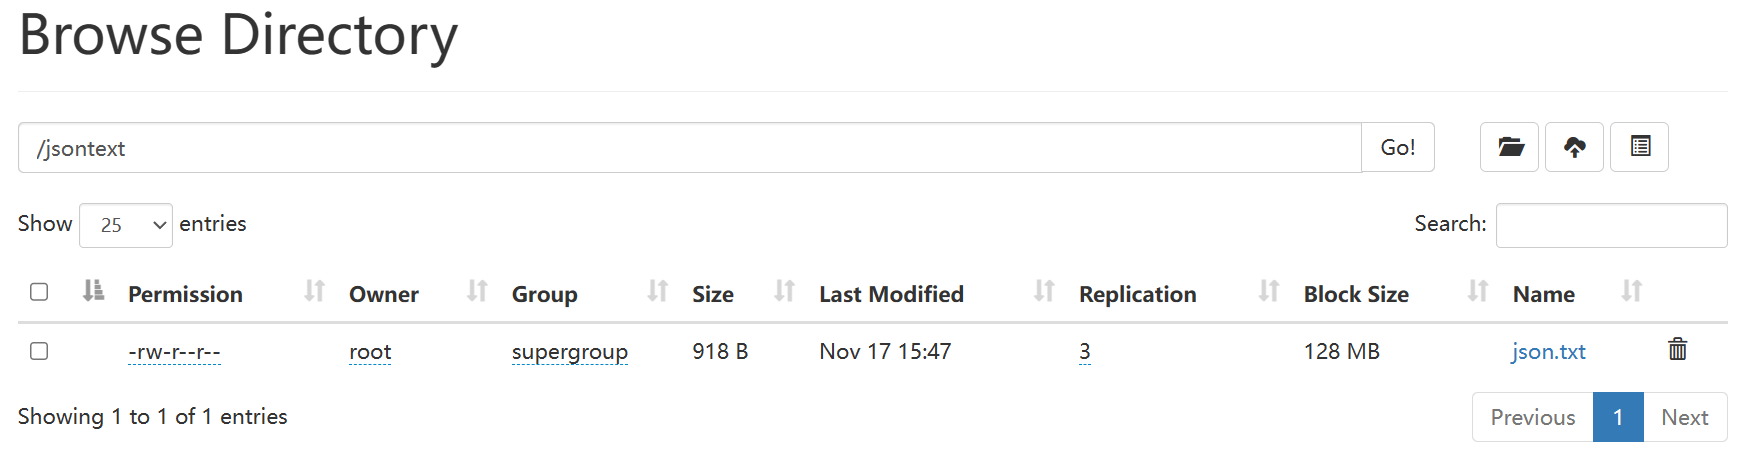 Browse Directory
/jsontext Go!
Show 25 entries Search:
Permission Owner Group Size Last Modified Replication Block Size Name
-rw-r--r-- root supergroup 918 B Nov 17 15:47 3 128 MB json.txt
Showing 1 to 1 of 1 entries Previous 1 Next